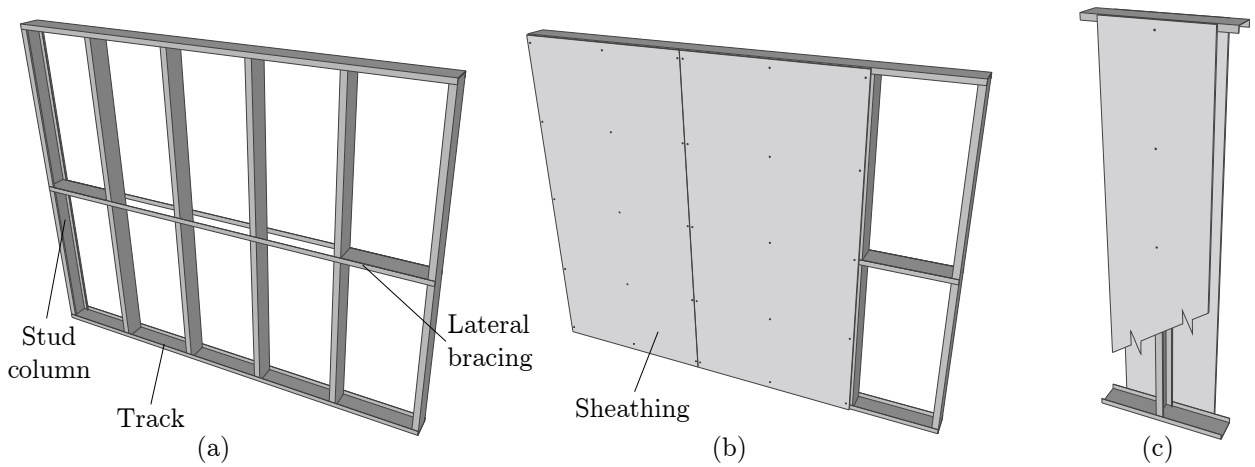 Stud
column
Track
(a)
Lateral
bracing
Sheathing
(b)
(c)